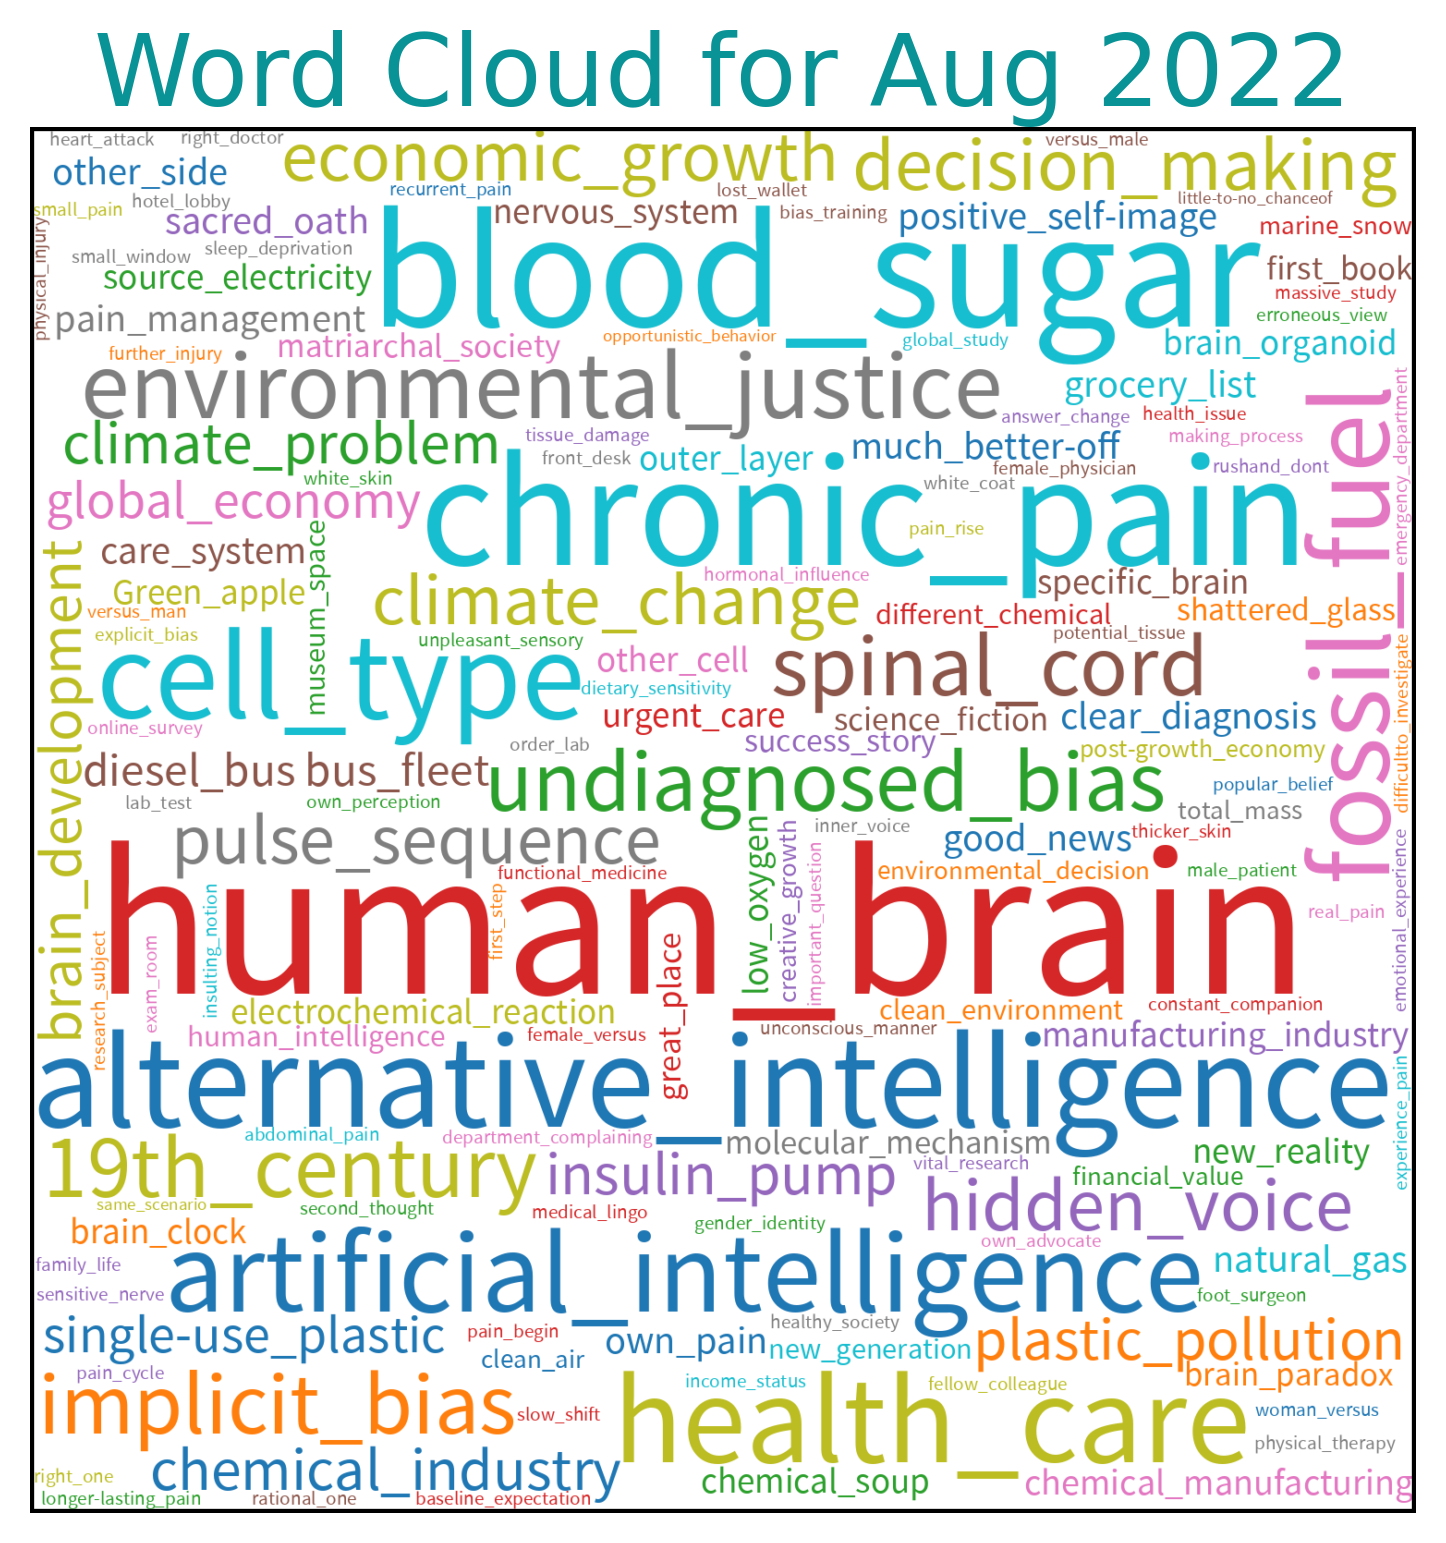 Word Cloud for Aug 2022
heart_attack
right_doctor
economic_growth
versus_male
decision_making
other_side
recurrent_pain
lost_wallet
little-to-no_chanceof
small_pain
hotel_lobby
sacred_oath
nervous_system
bias_training
positive_self-image
marine_snow
physical_injury
small_window
sleep_deprivation
blood_sugar
first_book
source_electricity
massive_study
pain_management
erroneous_view
further_injury
matriarchal_society
opportunistic_behavior
global_study
brain_organoid
environmental_justice
grocery_list
fossil_fuel
emergency_department
answer_change
health_issue
climate_problem
tissue_damage
much_better-off
making_process
front_desk
outer_layer
female_physician
rushand_dont
white_skin
white_coat
global_economy
chronic_pain
pain_rise
care_system
museum_space
brain_development
hormonal_influence
specific_brain
Green_apple
climate_change
different_chemical
shattered_glass
versus_man
explicit_bias
unpleasant_sensory
potential_tissue
cell_type
other_cell
spinal_cord
difficultto_investigate
dietary_sensitivity
online_survey
urgent_care
science_fiction
clear_diagnosis
order_lab
success_story
post-growth_economy
diesel_bus
bus_fleet
undiagnosed_bias
popular_belief
lab_test
own_perception
total_mass
pulse_sequence
inner_voice
good_news
thicker_skin
low_oxygen
creative_growth
important_question
functional_medicine
environmental_decision
male_patient
emotional_experience
human_brain
first_step
insulting_notion
real_pain
research_subject
exam_room
great_place
electrochemical_reaction
clean_environment
constant_companion
human_intelligence
female_versus
unconscious_manner
manufacturing_industry
alternative_intelligence
experience_pain
abdominal_pain
department_complaining
molecular_mechanism
new_reality
19th_century
insulin_pump
vital_research
financial_value
same_scenario
second_thought
medical_lingo
hidden_voice
brain_clock
gender_identity
own_advocate
family_life
artificial_intelligence
natural_gas
sensitive_nerve
foot_surgeon
single-use_plastic
pain_begin
own_pain
healthy_society
plastic_pollution
clean_air
new_generation
pain_cycle
income_status
fellow_colleague
brain_paradox
implicit_bias
slow_shift
health_care
woman_versus
physical_therapy
right_one
chemical_industry
chemical_soup
chemical_manufacturing
longer-lasting_pain
rational_one
baseline_expectation